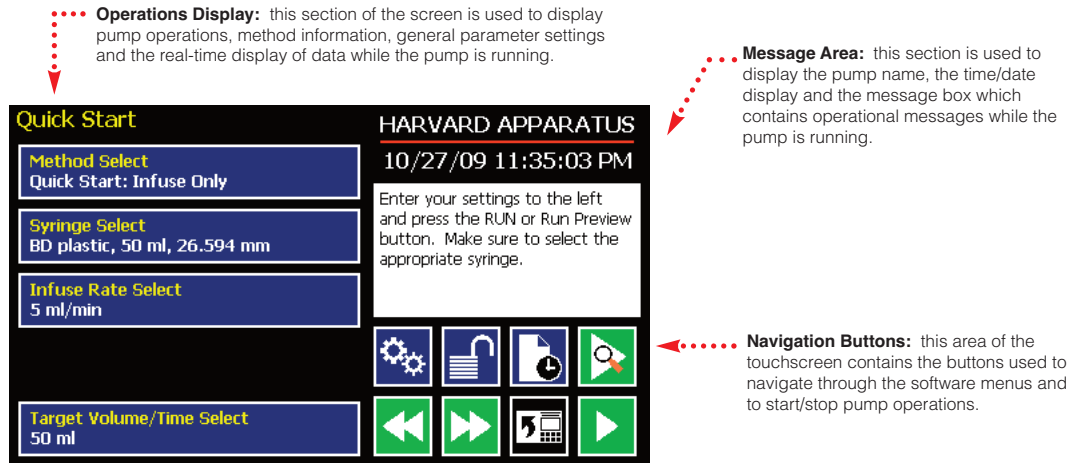 Operations Display: this section of the screen is used to display
pump operations, method information, general parameter settings
and the real-time display of data while the pump is running.
Message Area: this section is used to
display the pump name, the time/date
display and the message box which
contains operational messages while the
pump is running.
Quick Start
Method Select
Quick Start: Infuse Only
Syringe Select
BD plastic, 50 ml, 26.594 mm
Infuse Rate Select
5 ml/min
Target Volume/Time Select
50 ml
HARVARD APPARATUS
10/27/09 11:35:03 PM
Enter your settings to the left
and press the RUN or Run Preview
button. Make sure to select the
appropriate syringe.
Navigation Buttons: this area of the
touchscreen contains the buttons used to
navigate through the software menus and
to start/stop pump operations.